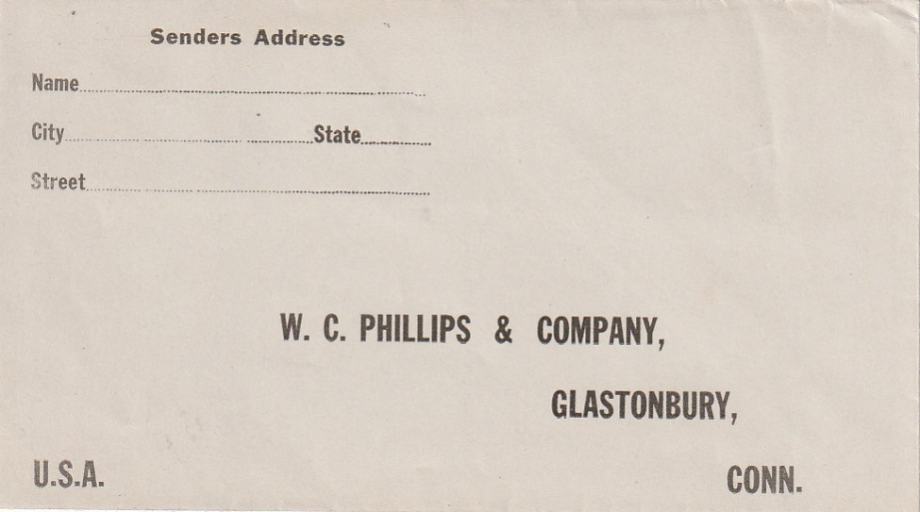 Senders Address
Name
City State
Street
W. C. PHILLIPS & COMPANY,
GLASTONBURY,
U.S.A. CONN.